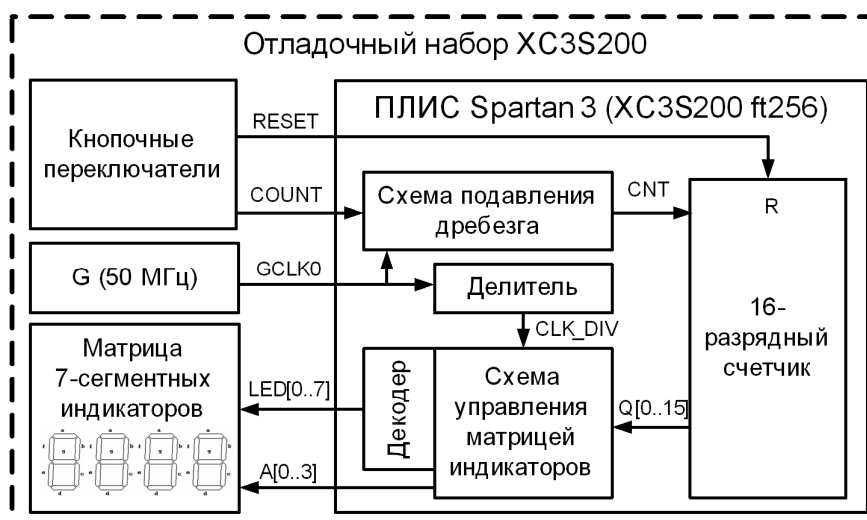 Отладочный набор XC3S200
ПЛИС Spartan 3 (XC3S200 ft256)
Кнопочные
переключатели
RESET
COUNT
Схема подавления
дребезга
CNT
R
16-
разрядный
счетчик
G (50 МГц)
GCLK0
Делитель
CLK_DIV
Матрица
7-сегментных
индикаторов
LED[0..7]
A[0..3]
Декодер
Схема
управления
матрицей
индикаторов
Q[0..15]